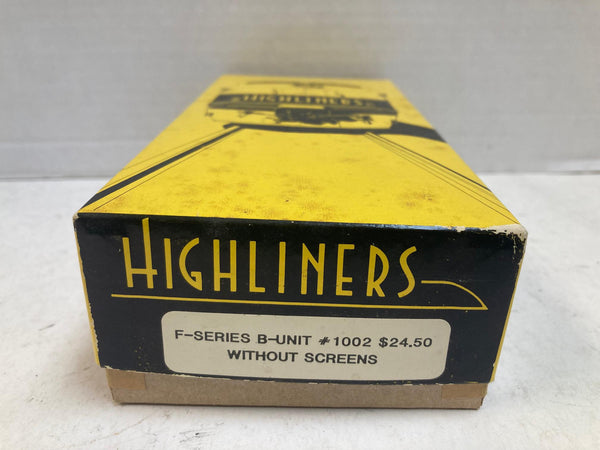 HIGHLINERS
HIGHLINERS
F-SERIES B-UNIT #1002 $24.50
WITHOUT SCREENS